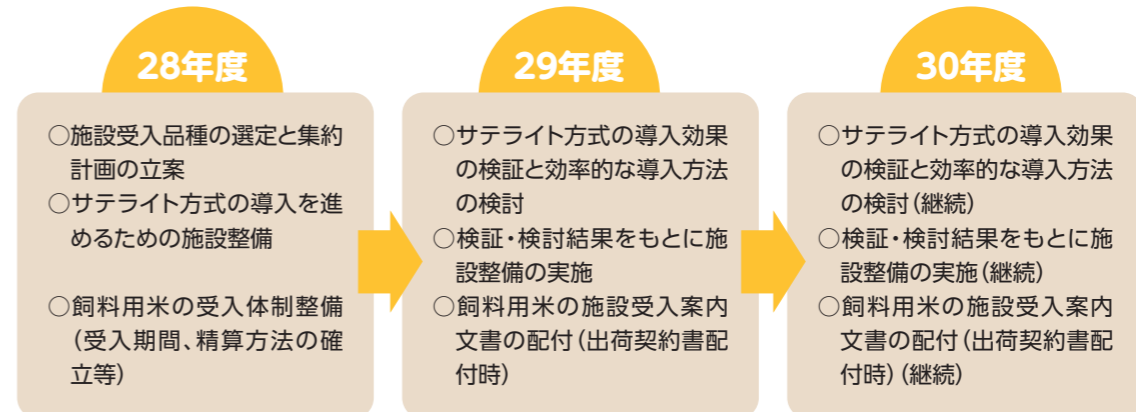 28年度
○施設受入品種の選定と集約
計画の立案
○サテライト方式の導入を進
めるための施設整備
○飼料用米の受入体制整備
(受入期間、精算方法の確
立等)
29年度
○サテライト方式の導入効果
の検証と効率的な導入方法
の検討
○検証・検討結果をもとに施
設整備の実施
○飼料用米の施設受入案内
文書の配付(出荷契約書配
付時)
30年度
○サテライト方式の導入効果
の検証と効率的な導入方法
の検討(継続)
○検証・検討結果をもとに施
設整備の実施(継続)
○飼料用米の施設受入案内
文書の配付(出荷契約書配
付時)(継続)